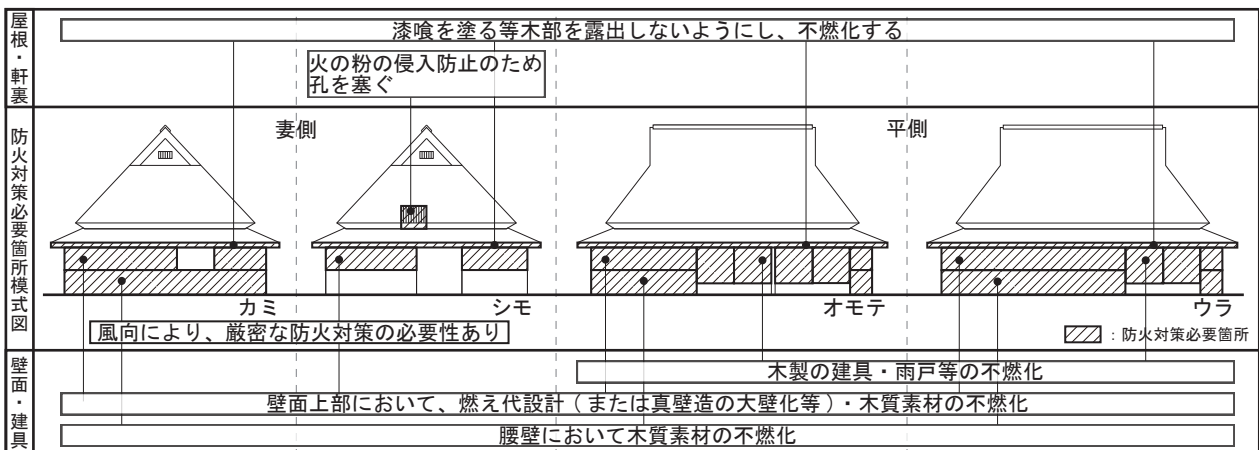 屋根・軒裏
漆喰を塗る等木部を露出しないようにし、不燃化する
火の粉の侵入防止のため
孔を塞ぐ
防火対策必要箇所模式図
妻側
平側
カミ
シモ
オモテ
ウラ
風向により、厳密な防火対策の必要性あり
：防火対策必要箇所
壁面・建具
木製の建具・雨戸等の不燃化
壁面上部において、燃え代設計（または真壁造の大壁化等）・木質素材の不燃化
腰壁において木質素材の不燃化